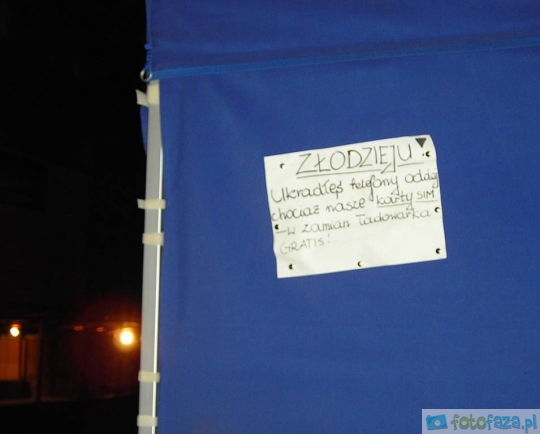 ZŁODZIEJU
Ukradłeś telefony oddaj
chociaż nasze karty SIM
- w zamian ładowarka
GRATIS!
fotofaza.pl